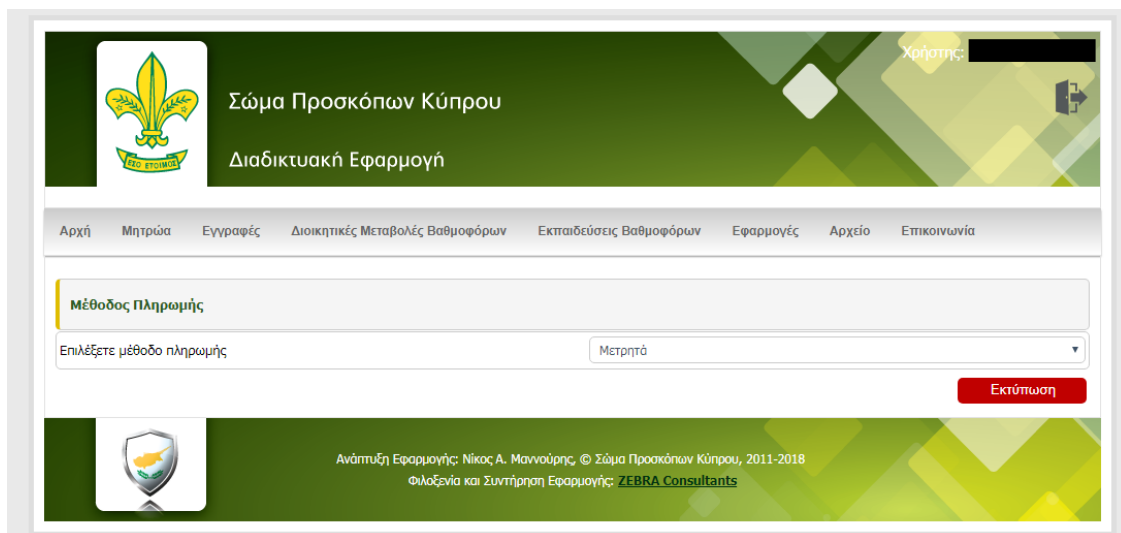 Χρήστης:
Σώμα Προσκόπων Κύπρου
Διαδικτυακή Εφαρμογή
ΕΣΟ ΕΤΟΙΜΟΣ
Αρχή Μητρώα Εγγραφές Διοικητικές Μεταβολές Βαθμοφόρων Εκπαιδεύσεις Βαθμοφόρων Εφαρμογές Αρχείο Επικοινωνία
Μέθοδος Πληρωμής
Επιλέξετε μέθοδο πληρωμής Μετρητά
Εκτύπωση
Ανάπτυξη Εφαρμογής: Νίκος Α. Μαννούρης, © Σώμα Προσκόπων Κύπρου, 2011-2018
Φιλοξενία και Συντήρηση Εφαρμογής: ZEBRA Consultants